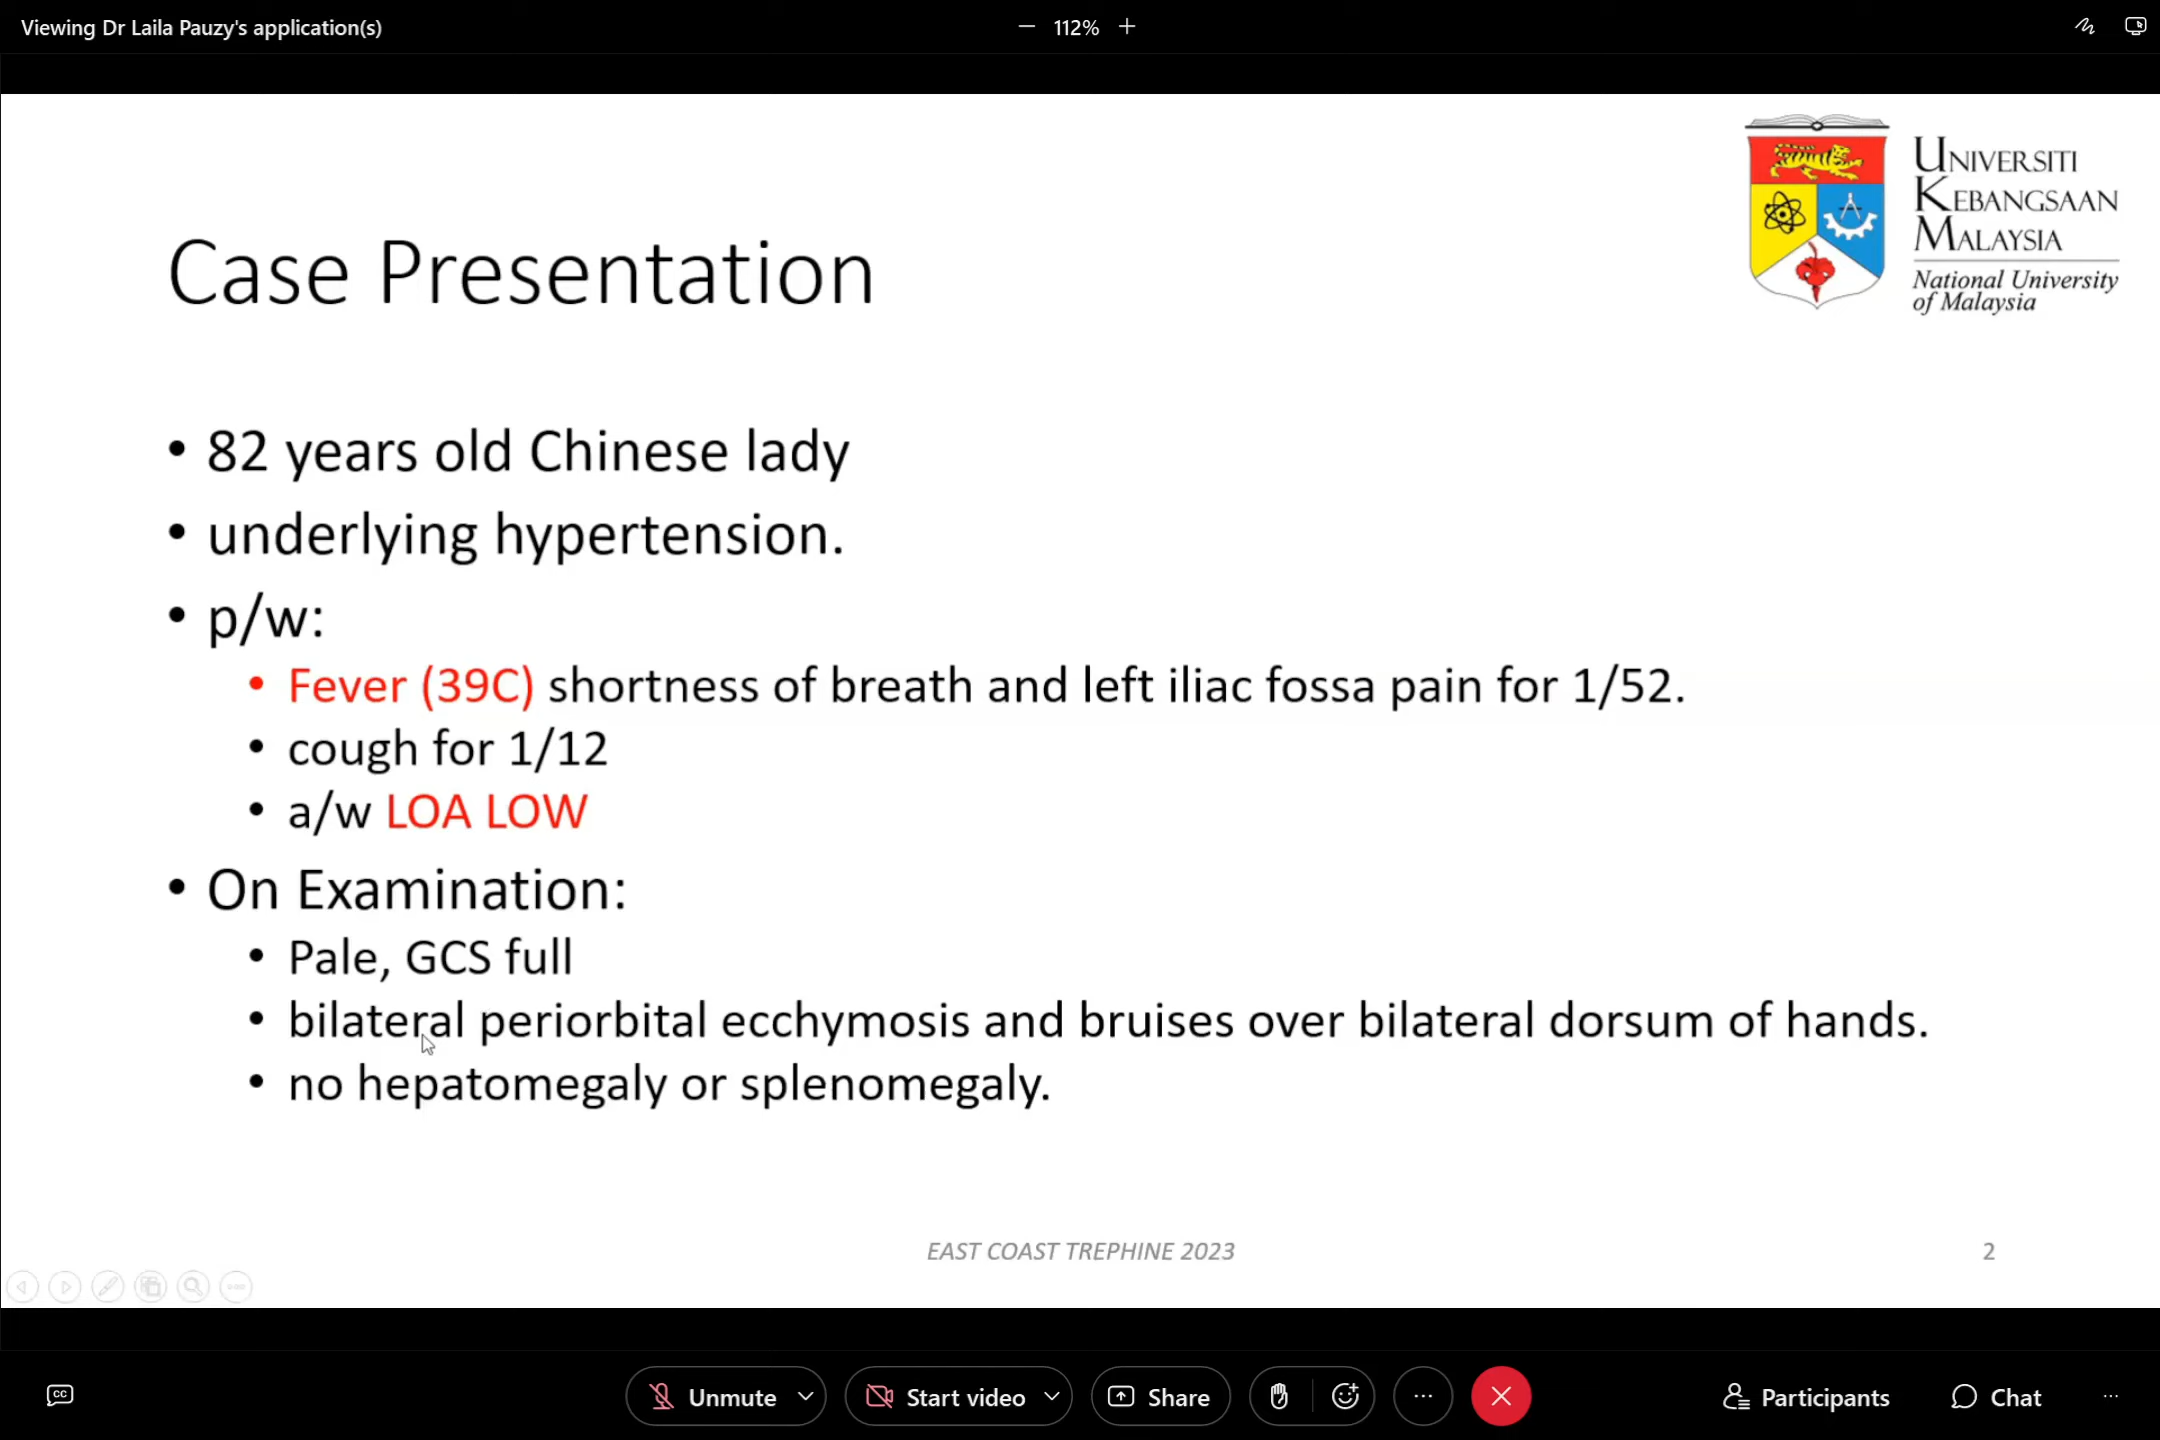 Viewing Dr Laila Pauzy's application(s)
112%
UNIVERSITI
KEBANGSAAN
MALAYSIA
National University
of Malaysia
Case Presentation
• 82 years old Chinese lady
• underlying hypertension.
• p/w:
• Fever (39C) shortness of breath and left iliac fossa pain for 1/52.
• cough for 1/12
• a/w LOA LOW
• On Examination:
• Pale, GCS full
• bilateral periorbital ecchymosis and bruises over bilateral dorsum of hands.
• no hepatomegaly or splenomegaly.
EAST COAST TREPHINE 2023
2
CC
Unmute
Start video
Share
Participants
Chat